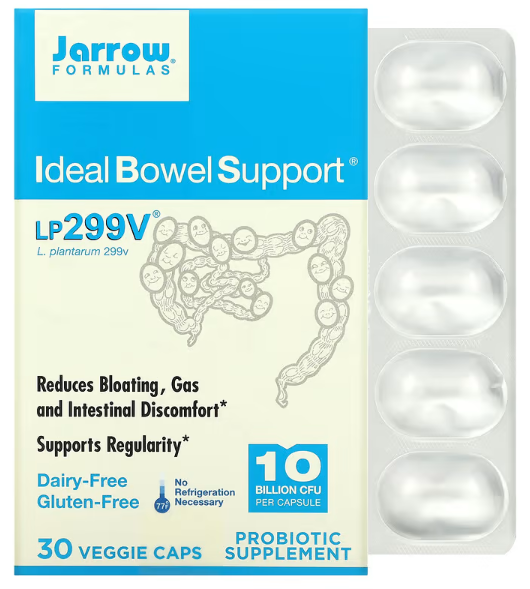 Jarrow®
FORMULAS
Ideal Bowel Support®
LP299V®
L. plantarum 299v
Reduces Bloating, Gas
and Intestinal Discomfort*
Supports Regularity*
Dairy-Free
Gluten-Free
77F
No
Refrigeration
Necessary
10
BILLION CFU
PER CAPSULE
30 VEGGIE CAPS
PROBIOTIC
SUPPLEMENT